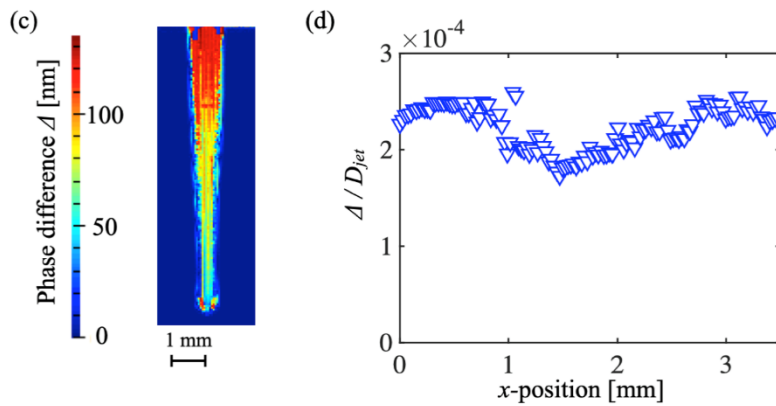 (c)
Phase difference Δ [nm]
100
50
0
1 mm
(d)
×10⁻⁴
3
2
1
0
Δ / D_jet
0 1 2 3
x-position [mm]